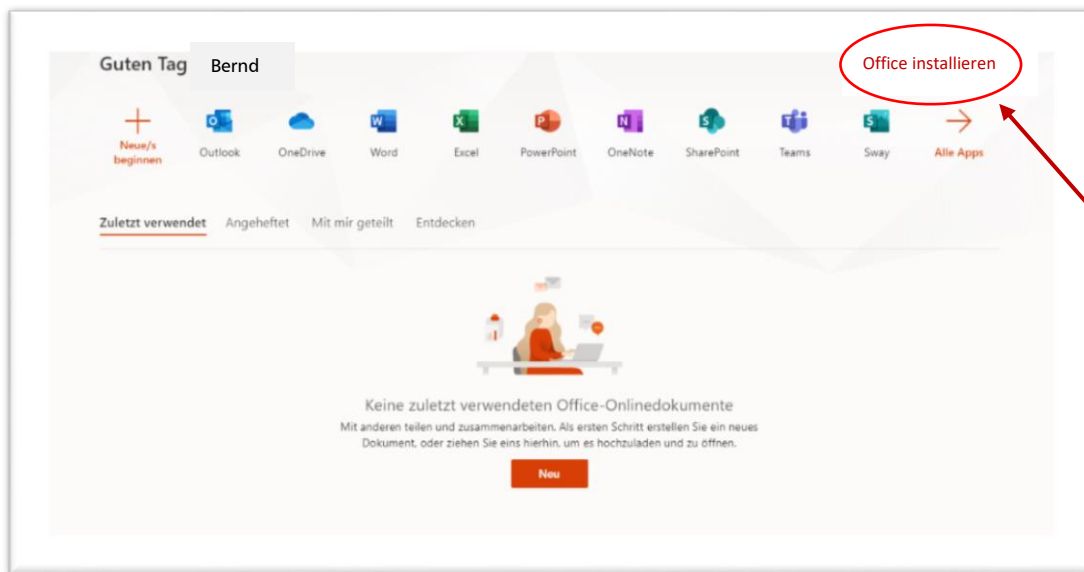 Guten Tag Bernd
Office installieren
Neue/s
beginnen
Outlook
OneDrive
Word
Excel
PowerPoint
OneNote
SharePoint
Teams
Sway
Alle Apps
Zuletzt verwendet Angeheftet Mit mir geteilt Entdecken
Keine zuletzt verwendeten Office-Onlinedokumente
Mit anderen teilen und zusammenarbeiten. Als ersten Schritt erstellen Sie ein neues
Dokument, oder ziehen Sie eins hierhin, um es hochzuladen und zu öffnen.
Neu